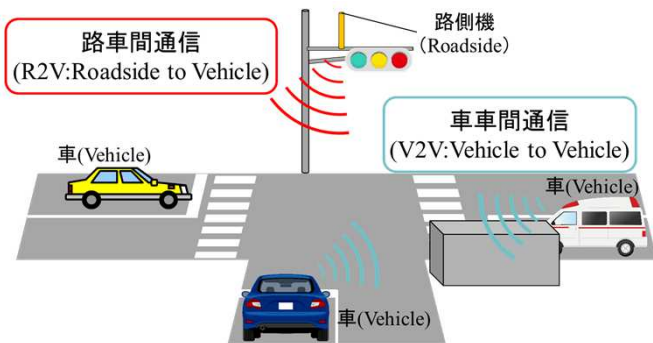 路車間通信
(R2V:Roadside to Vehicle)
路側機
(Roadside)
車車間通信
(V2V:Vehicle to Vehicle)
車(Vehicle)
車(Vehicle)
車(Vehicle)